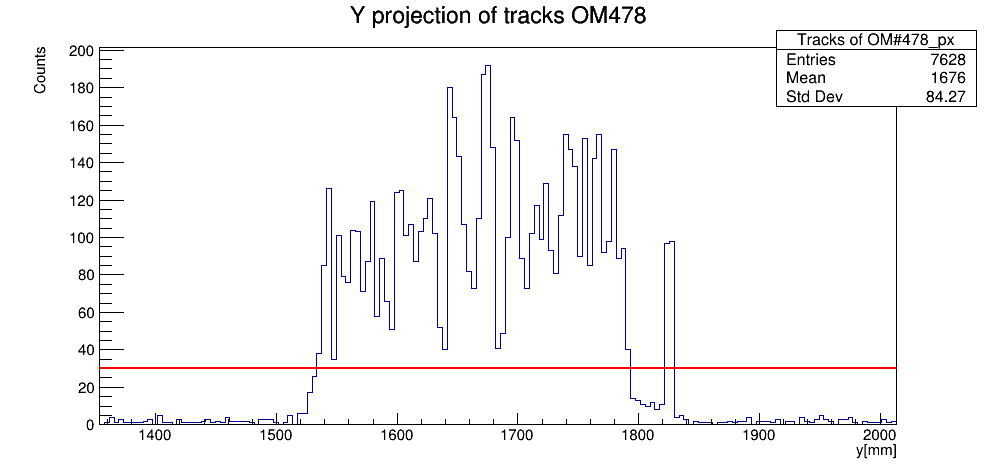 Y projection of tracks OM478
Tracks of OM#478_px
Entries 7628
Mean 1676
Std Dev 84.27
Counts
200
180
160
140
120
100
80
60
40
20
0
1400 1500 1600 1700 1800 1900 2000
y[mm]